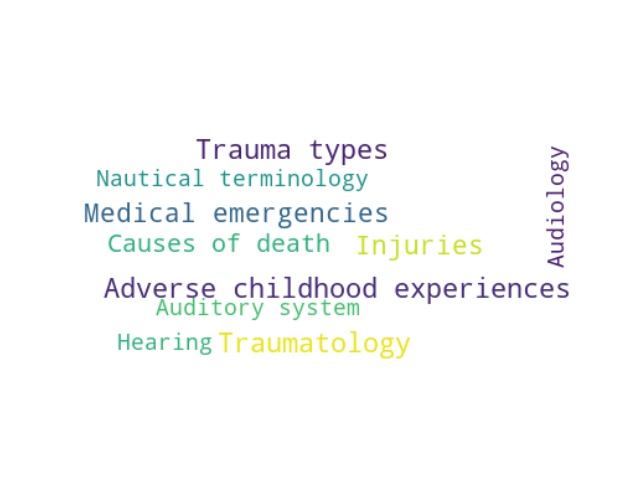 Trauma types
Nautical terminology
Audiology
Medical emergencies
Causes of death
Injuries
Adverse childhood experiences
Auditory system
Hearing
Traumatology